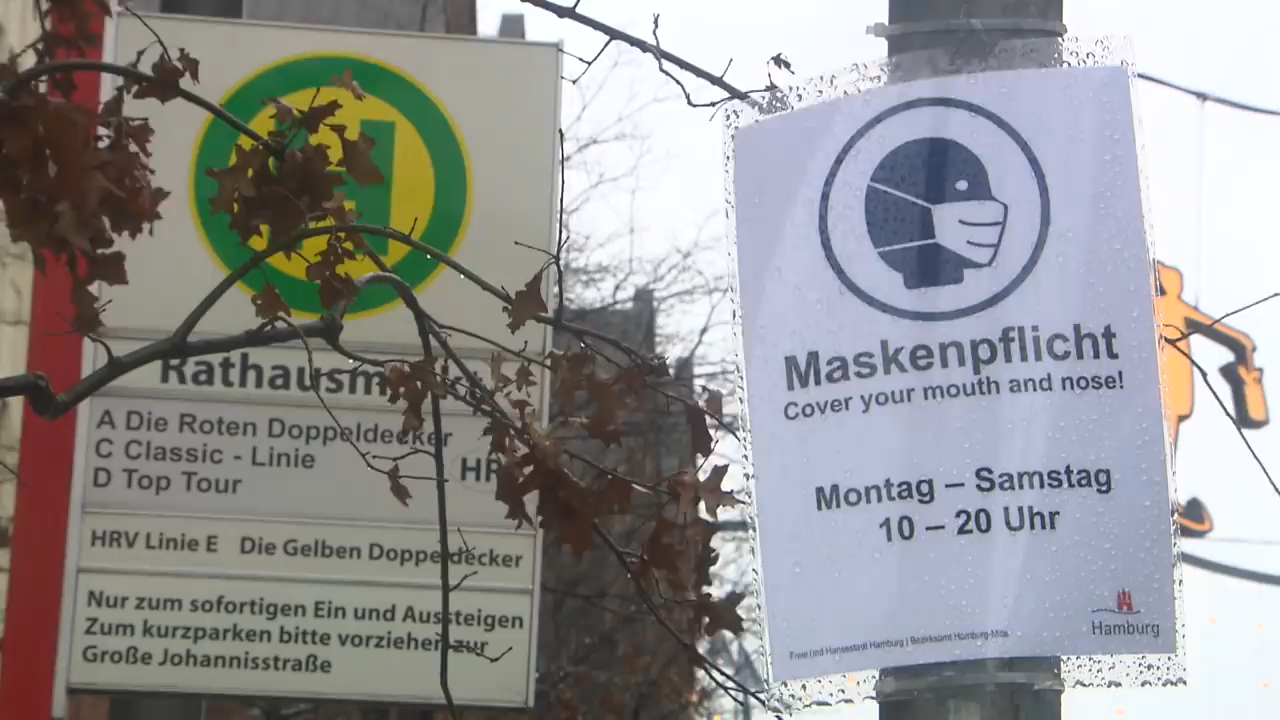 H
A Die Roten Doppeldecker
C Classic - Linie
D Top Tour
HRV Linie E Die Gelben Doppeldecker
Nur zum sofortigen Ein und Aussteigen
Zum kurzparken bitte vorziehen zur
Große Johannisstraße
Maskenpflicht
Cover your mouth and nose!
Montag – Samstag
10 – 20 Uhr
Hamburg
Freie und Hansestadt Hamburg | Bezirksamt Hamburg-Mitte